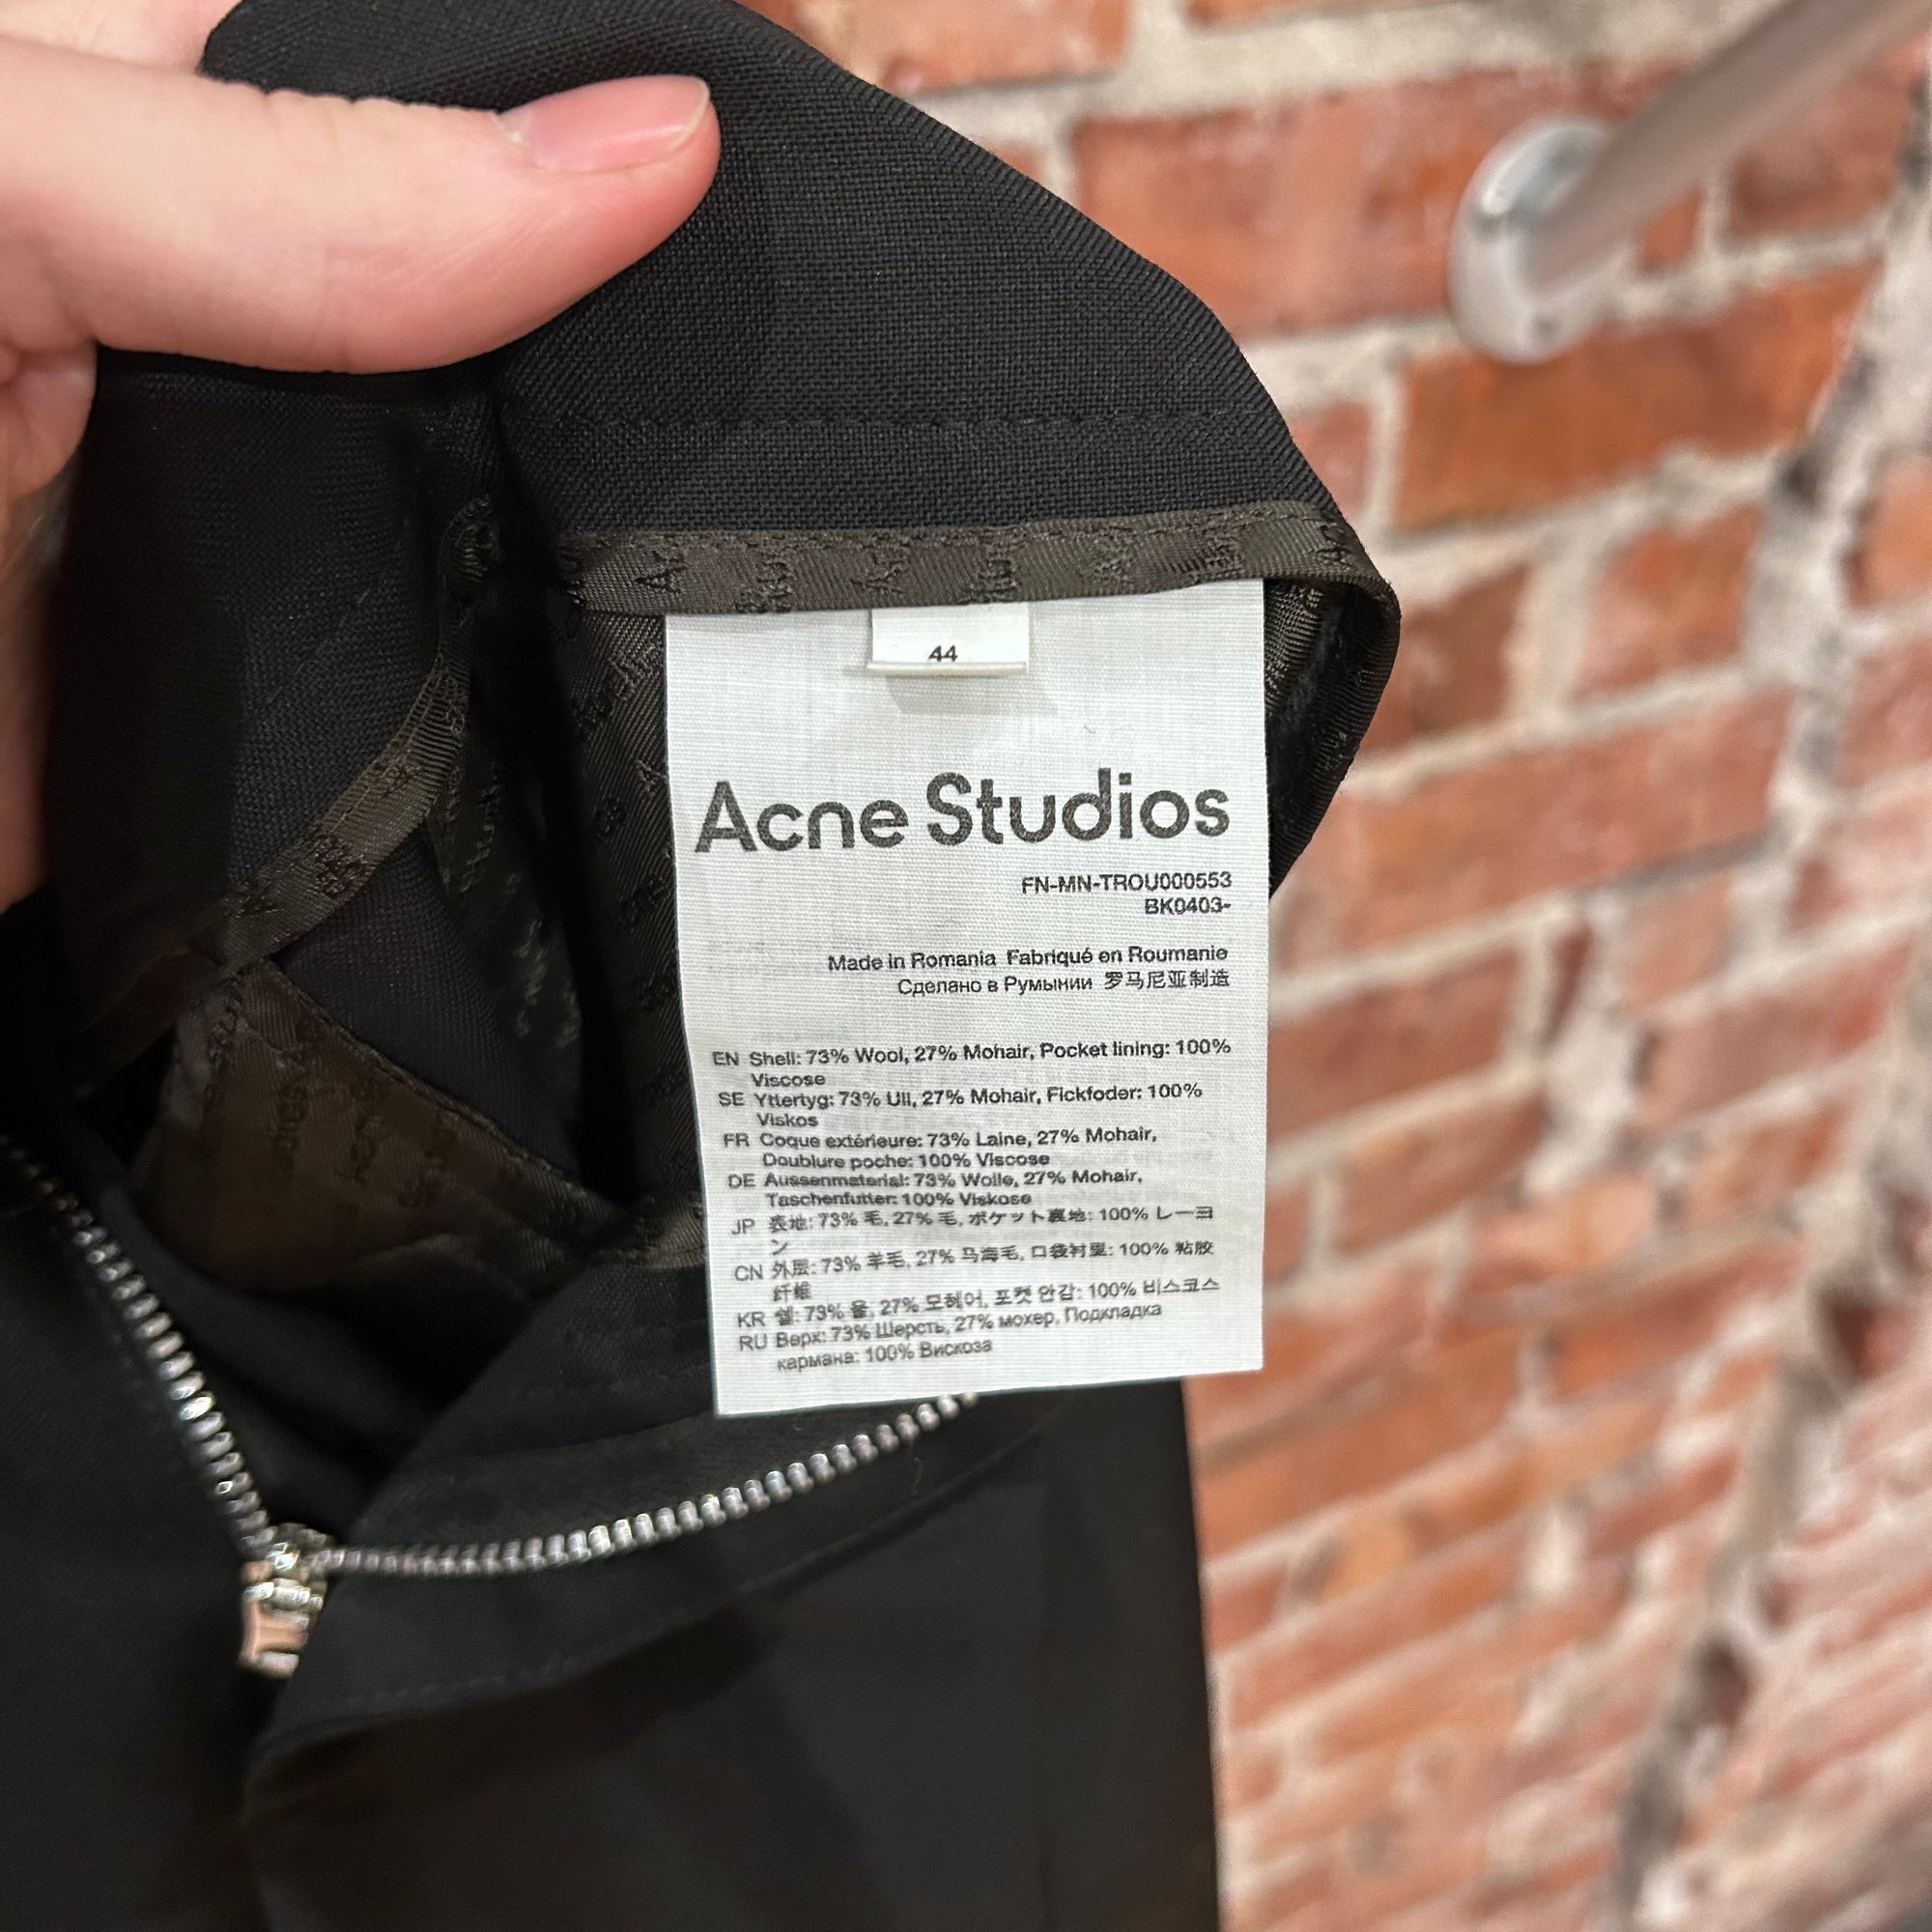 44
Acne Studios
FN-MN-TROU000553
BK0403-
Made in Romania Fabriqué en Roumanie
Сделано в Румынии 罗马尼亚制造
EN Shell: 73% Wool, 27% Mohair, Pocket lining: 100%
Viscose
SE Yttertyg: 73% Ull, 27% Mohair, Fickfoder: 100%
Viskos
FR Coque extérieure: 73% Laine, 27% Mohair,
Doublure poche: 100% Viscose
DE Aussenmaterial: 73% Wolle, 27% Mohair,
Taschenfutter: 100% Viskose
JP 表地: 73% 毛, 27% 毛, ポケット裏地: 100% レーヨ
ン
CN 外层: 73% 羊毛, 27% 马海毛, 口袋衬里: 100% 粘胶
纤维
KR 쉘: 73% 울, 27% 모헤어, 포켓 안감: 100% 비스코스
RU Верх: 73% Шерсть, 27% мохер, Подкладка
кармана: 100% Вискоза